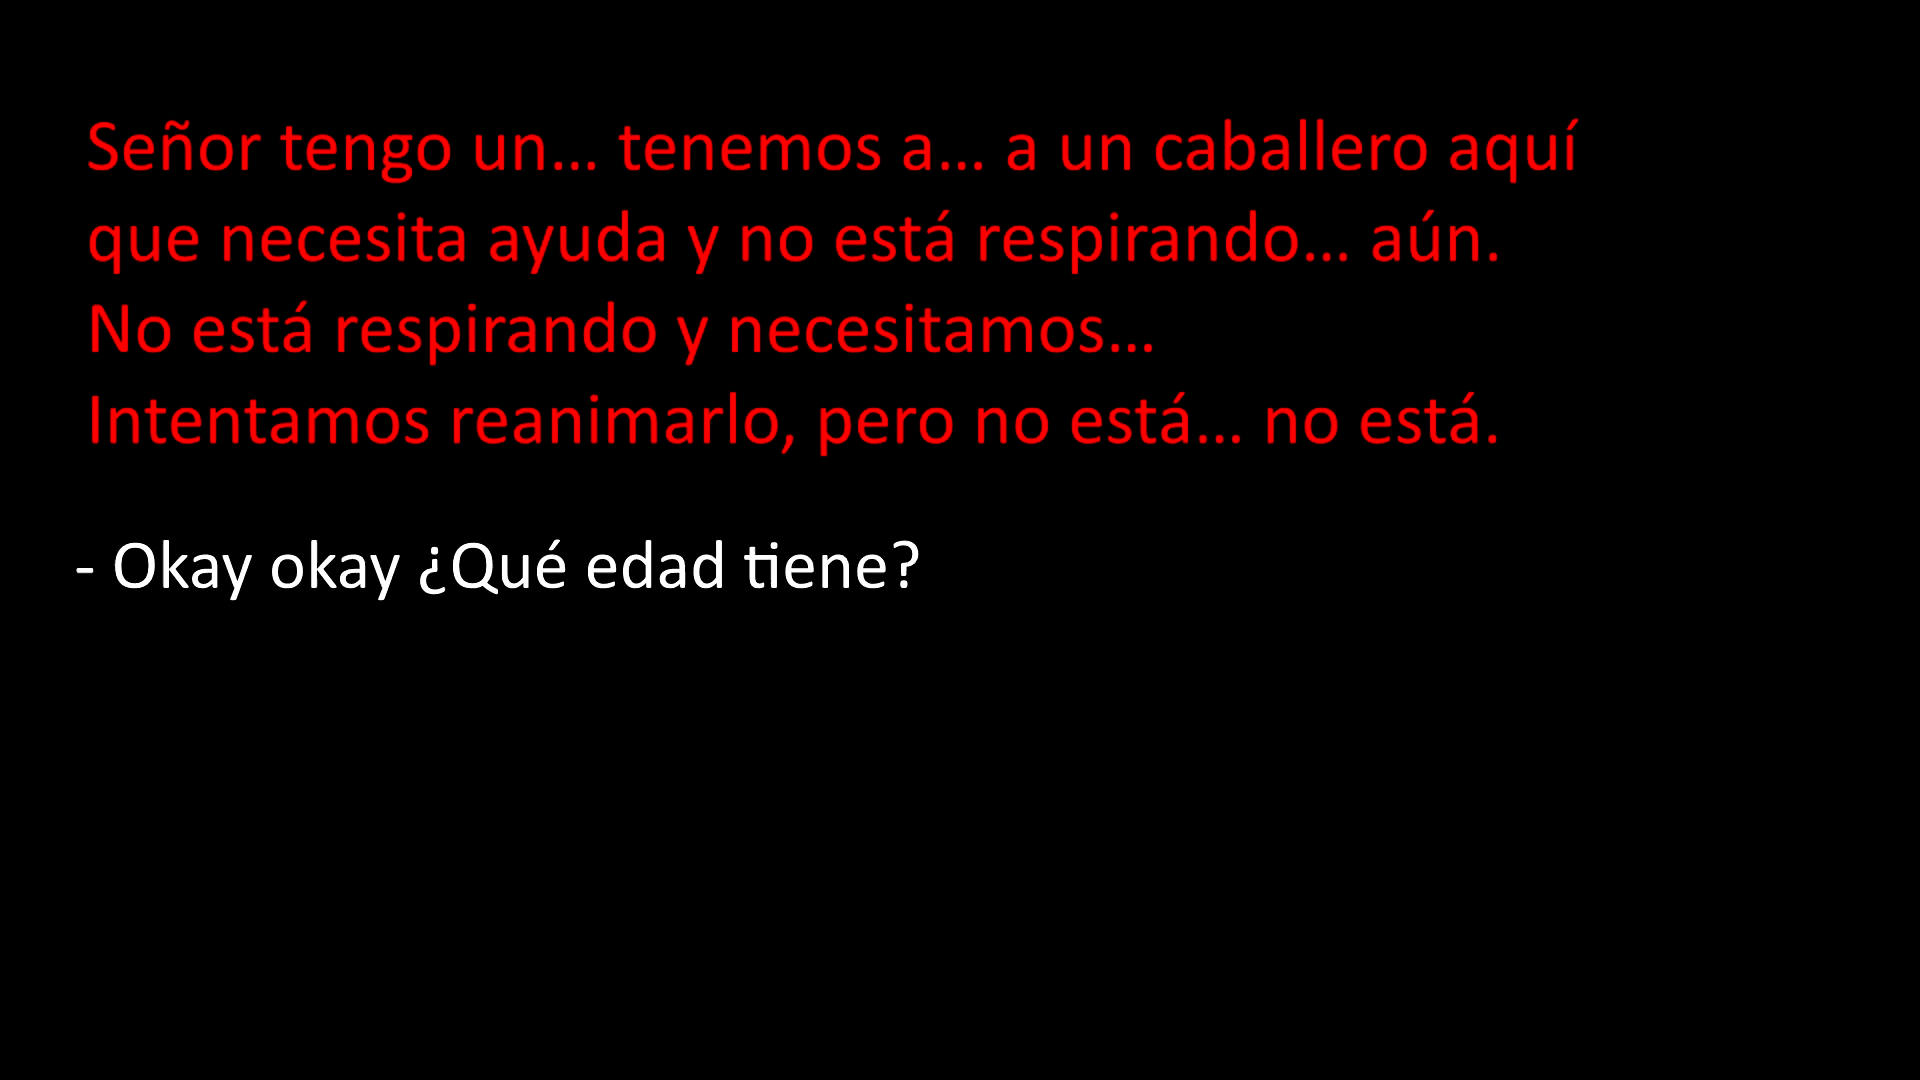 Señor tengo un... tenemos a... a un caballero aquí
que necesita ayuda y no está respirando... aún.
No está respirando y necesitamos...
Intentamos reanimarlo, pero no está... no está.
- Okay okay ¿Qué edad tiene?